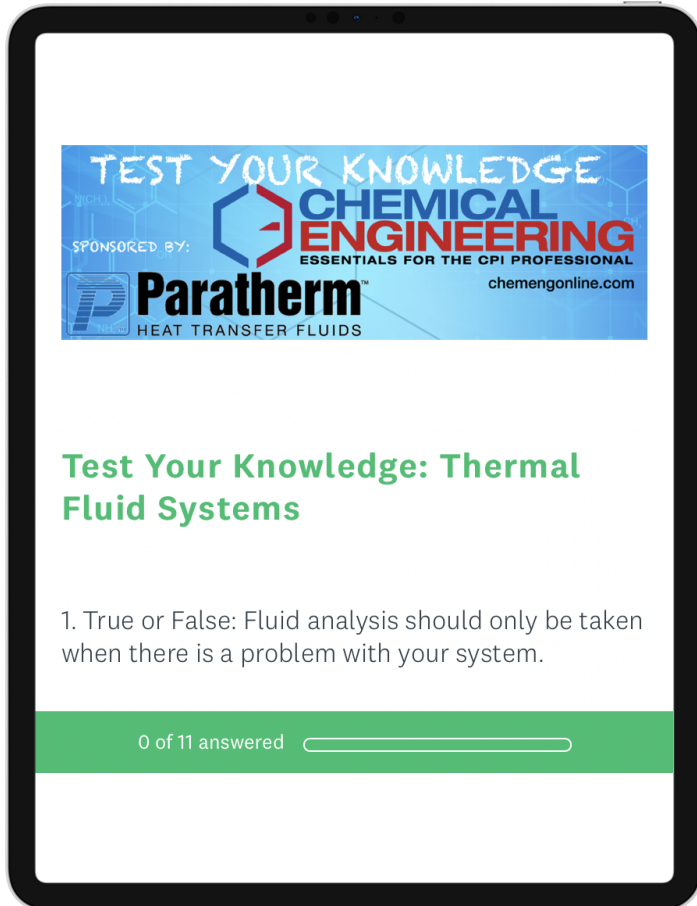 TEST YOUR KNOWLEDGE
CHEMICAL
ENGINEERING
ESSENTIALS FOR THE CPI PROFESSIONAL
chemengonline.com
SPONSORED BY:
Paratherm™
HEAT TRANSFER FLUIDS
Test Your Knowledge: Thermal
Fluid Systems
1. True or False: Fluid analysis should only be taken
when there is a problem with your system.
0 of 11 answered